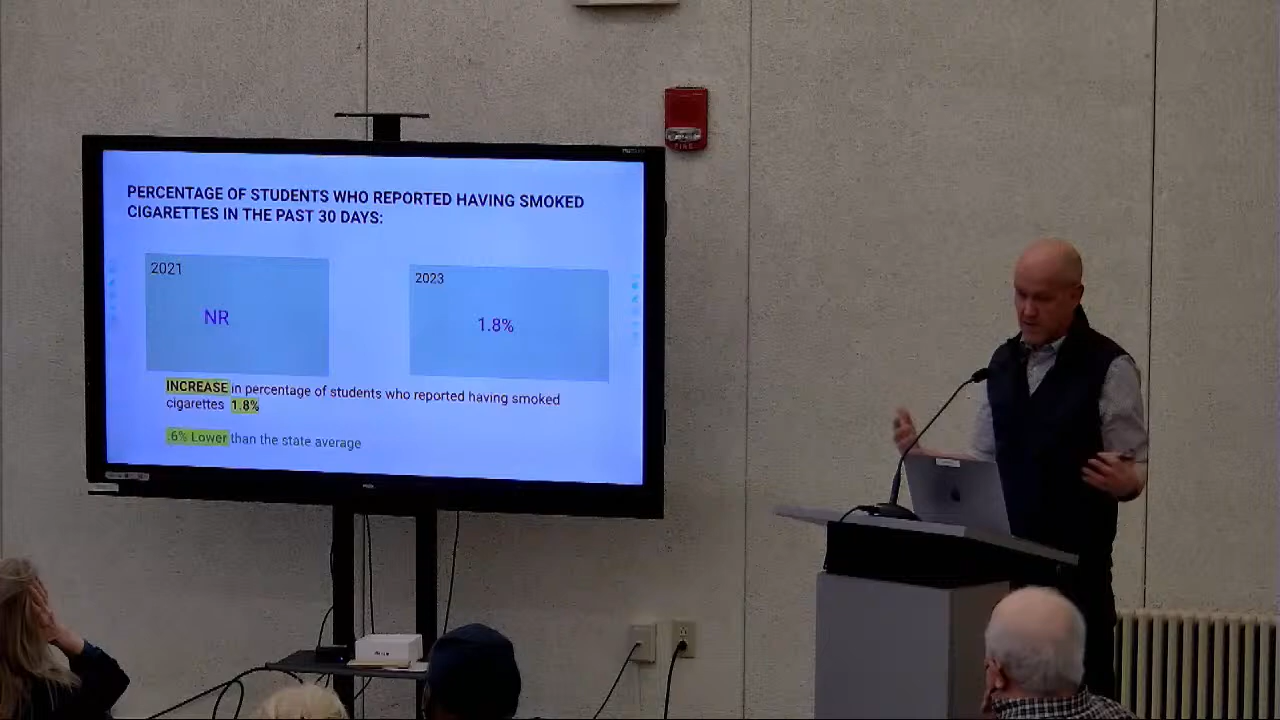 PERCENTAGE OF STUDENTS WHO REPORTED HAVING SMOKED
CIGARETTES IN THE PAST 30 DAYS:
2021
NR
2023
1.8%
INCREASE in percentage of students who reported having smoked
cigarettes 1.8%
.6% Lower than the state average
FIRE